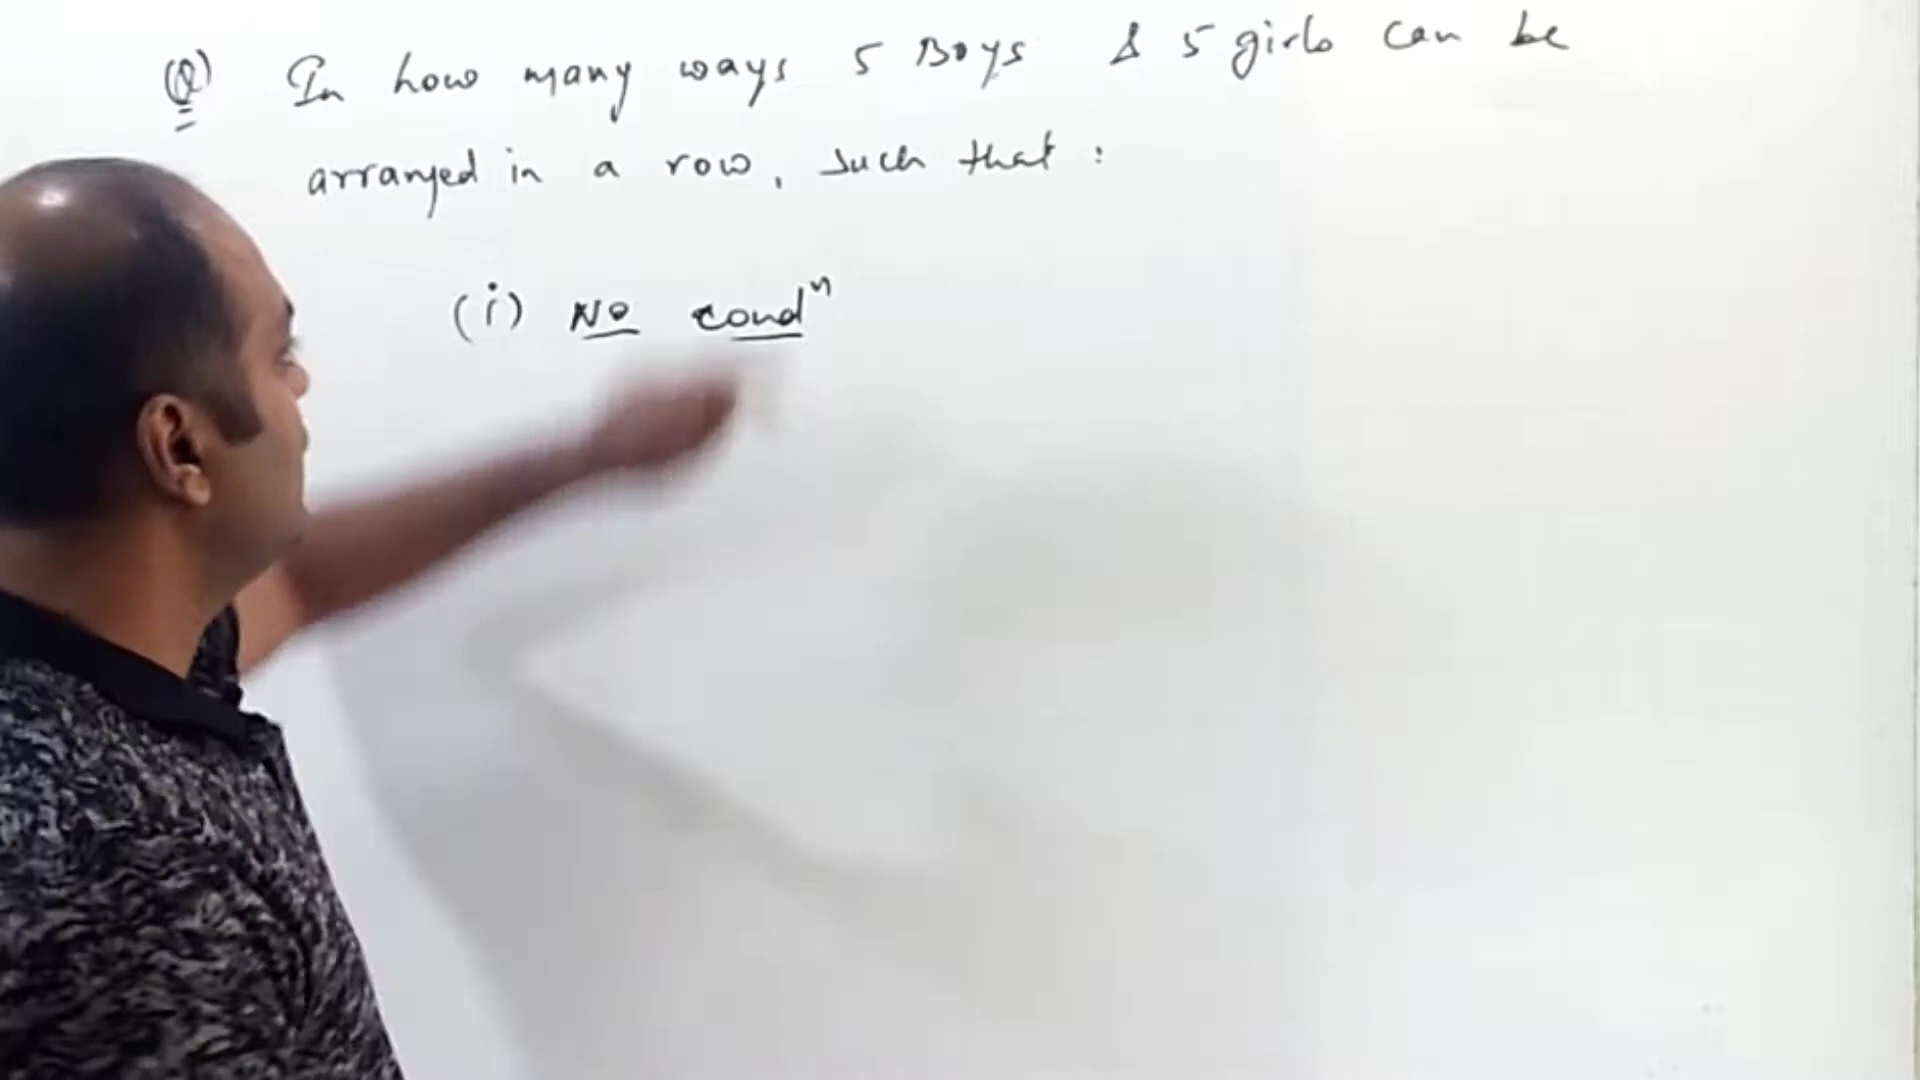 (Q) In how many ways 5 Boys & 5 girls can be
arranged in a row, such that :
(i) No condⁿ